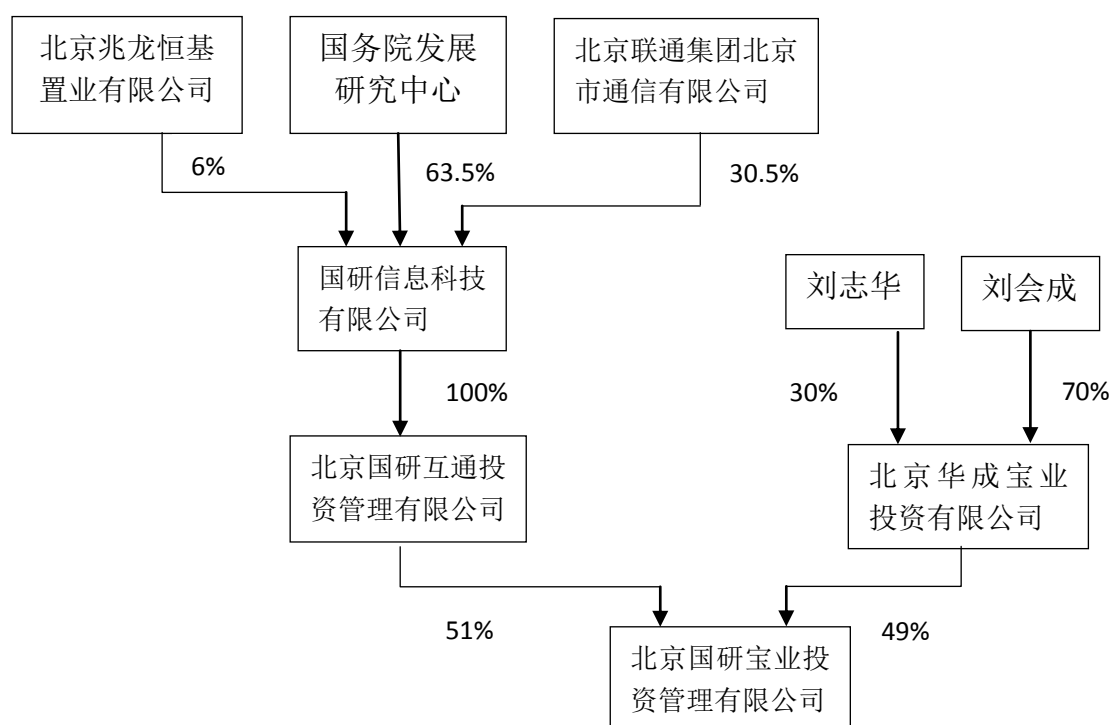 北京兆龙恒基
置业有限公司
国务院发展
研究中心
北京联通集团北京
市通信有限公司
6%
63.5%
30.5%
国研信息科技
有限公司
刘志华
刘会成
100%
30%
70%
北京国研互通投
资管理有限公司
北京华成宝业
投资有限公司
51%
49%
北京国研宝业投
资管理有限公司